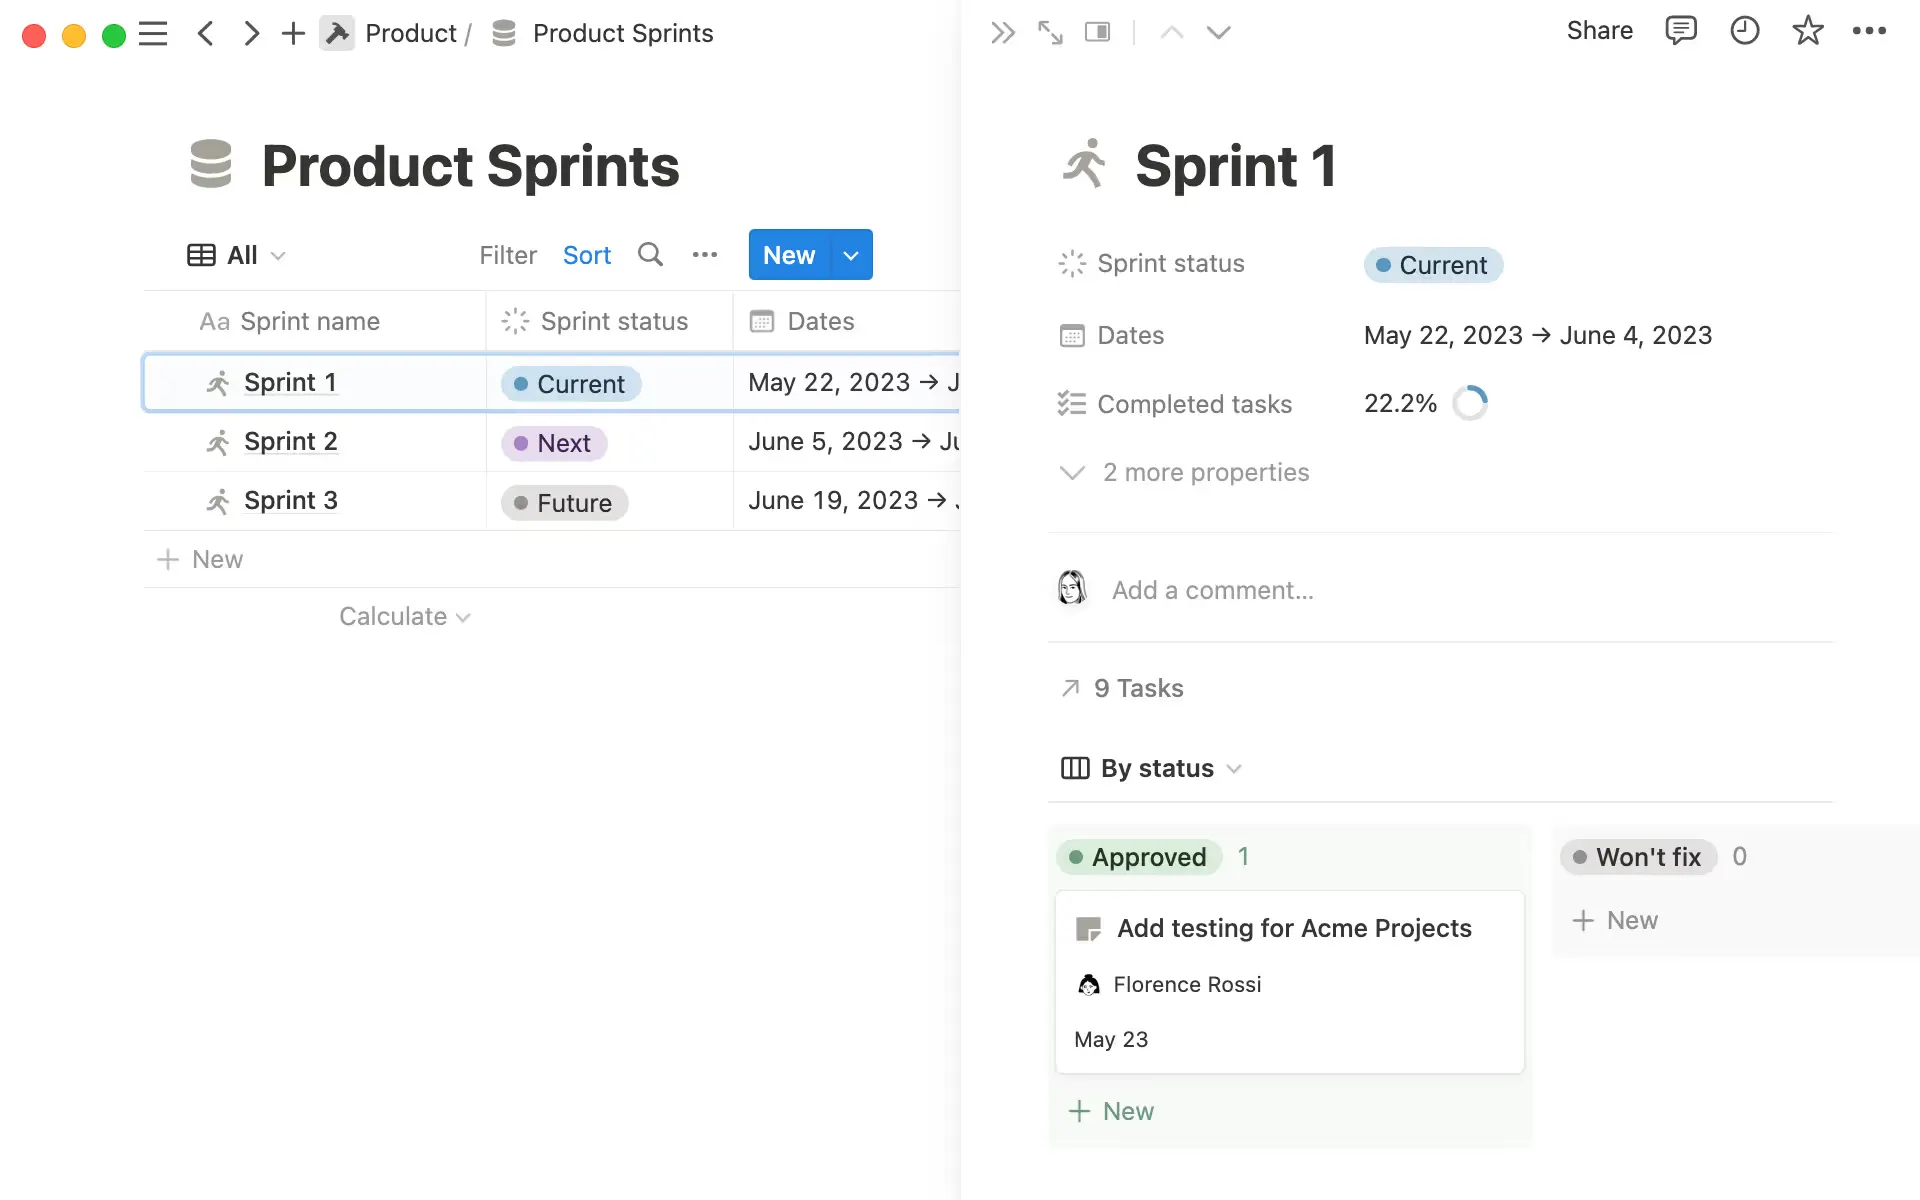 Product / Product Sprints
Product Sprints
All
Filter
Sort
New
Aa Sprint name
Sprint status
Dates
Sprint 1
Current
May 22, 2023 → J
Sprint 2
Next
June 5, 2023 → Ju
Sprint 3
Future
June 19, 2023 →
New
Calculate
Share
Sprint 1
Sprint status
Current
Dates
May 22, 2023 → June 4, 2023
Completed tasks
22.2%
2 more properties
Add a comment...
9 Tasks
By status
Approved 1
Add testing for Acme Projects
Florence Rossi
May 23
New
Won't fix 0
New